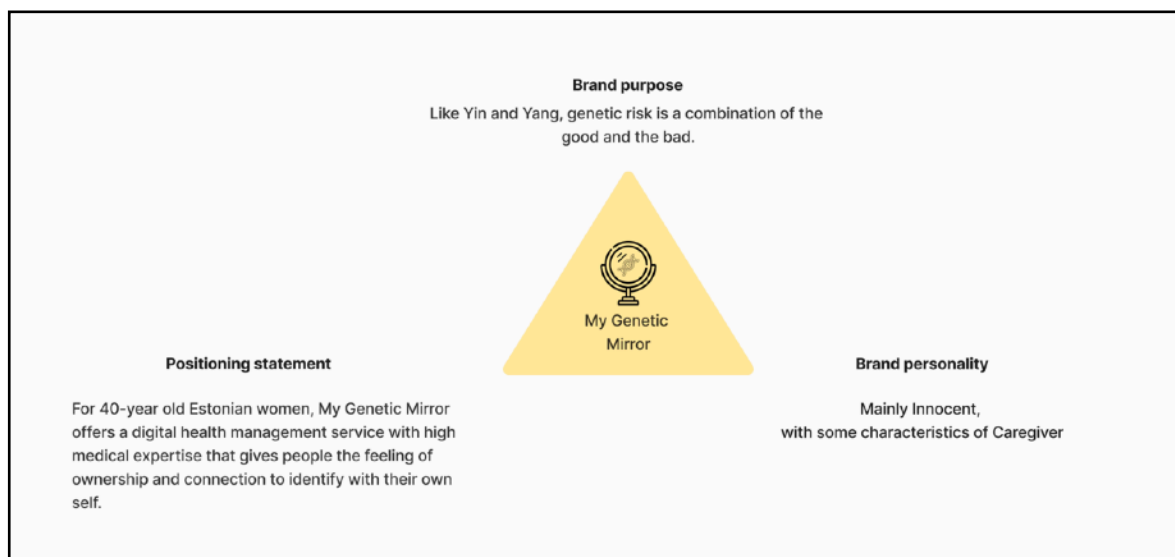 Brand purpose
Like Yin and Yang, genetic risk is a combination of the
good and the bad.
My Genetic
Mirror
Positioning statement
For 40-year old Estonian women, My Genetic Mirror
offers a digital health management service with high
medical expertise that gives people the feeling of
ownership and connection to identify with their own
self.
Brand personality
Mainly Innocent,
with some characteristics of Caregiver